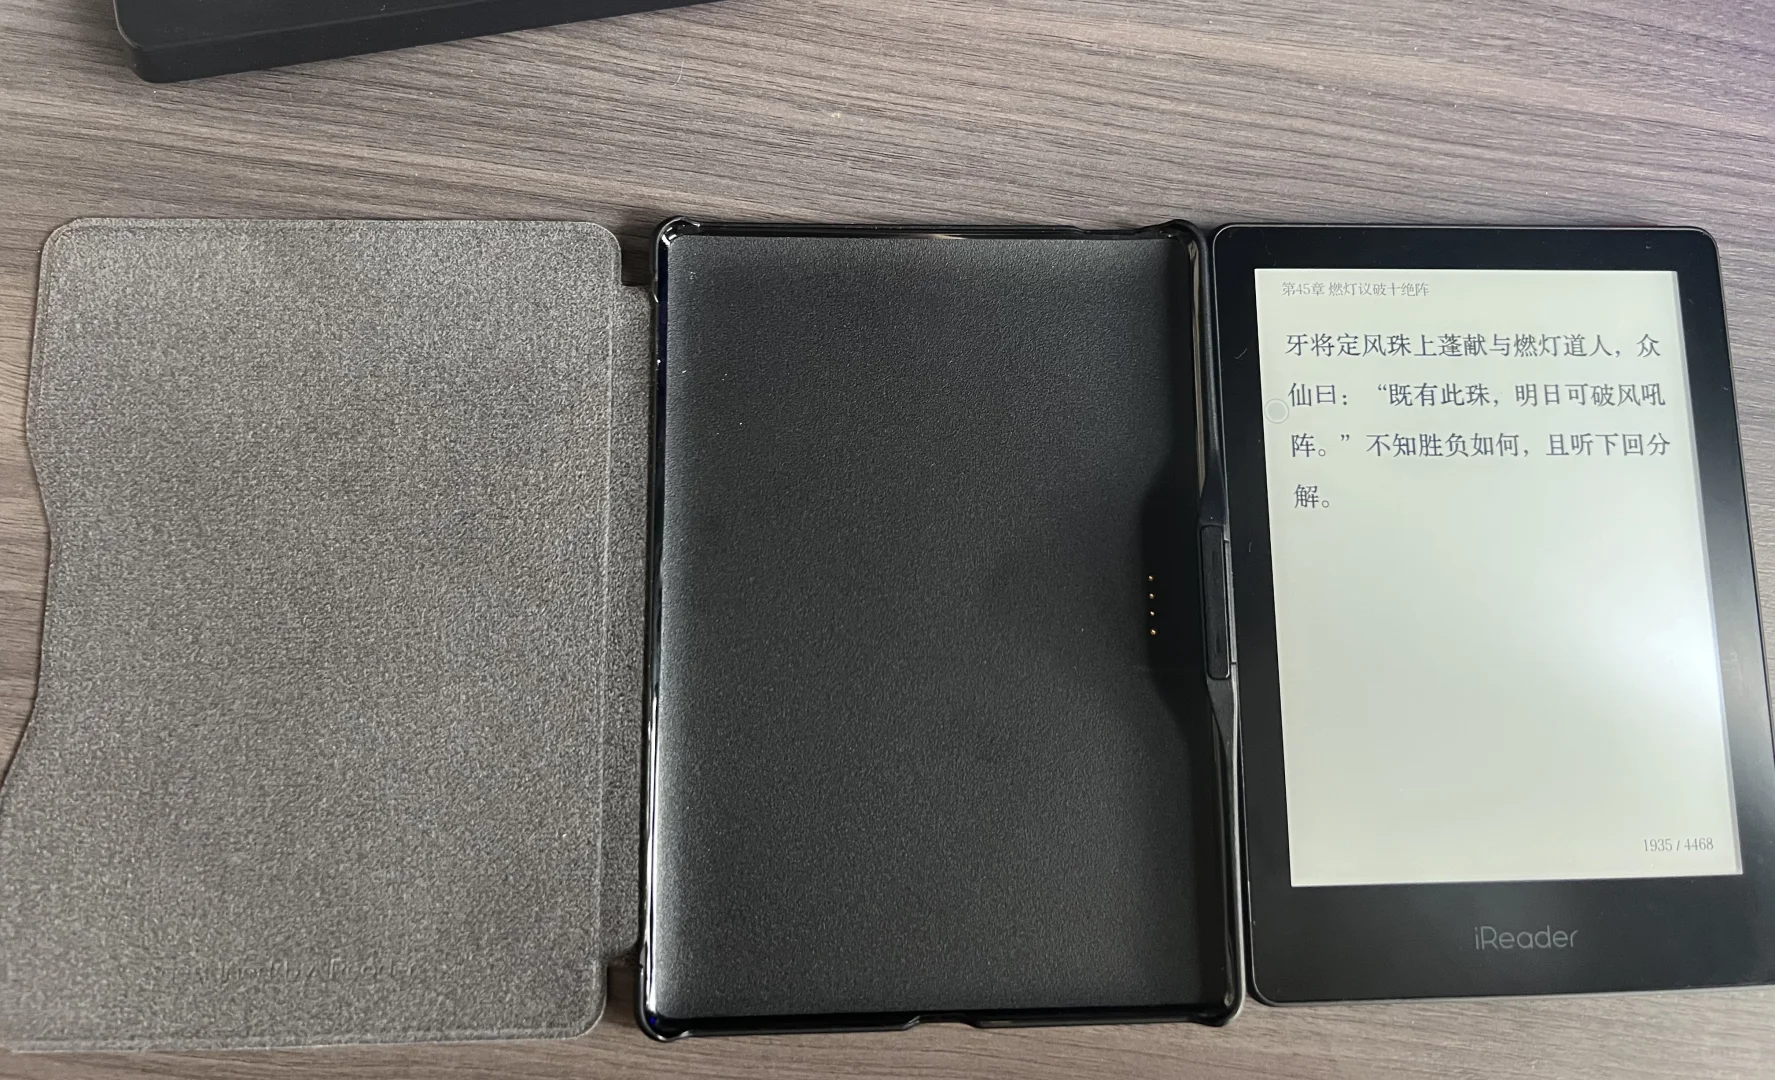 第45章 燃灯议破十绝阵
牙将定风珠上蓬献与燃灯道人，众
仙曰：“既有此珠，明日可破风吼
阵。”不知胜负如何，且听下回分
解。
1935 / 4468
iReader